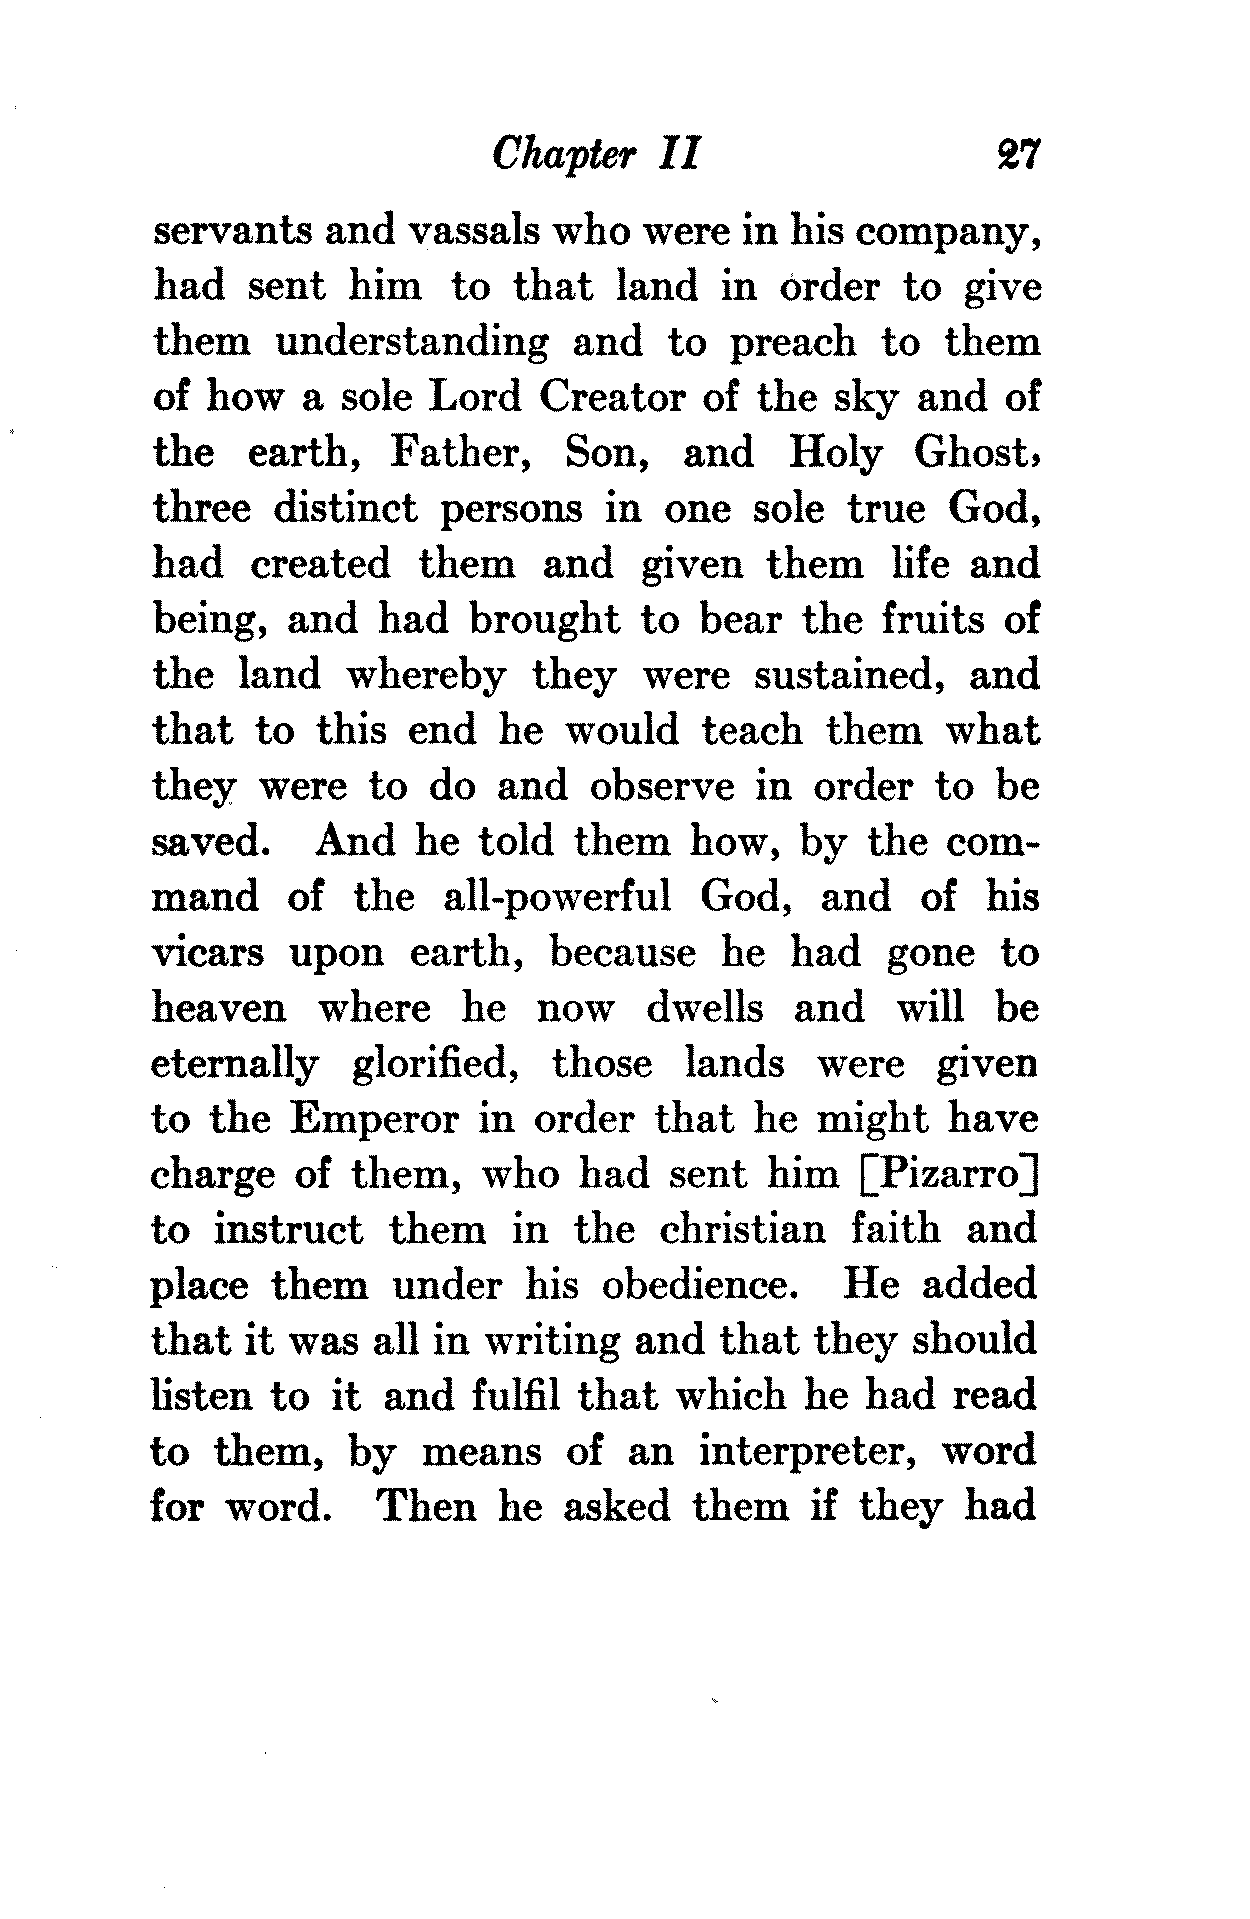 Chapter II 27
servants and vassals who were in his company,
had sent him to that land in order to give
them understanding and to preach to them
of how a sole Lord Creator of the sky and of
the earth, Father, Son, and Holy Ghost,
three distinct persons in one sole true God,
had created them and given them life and
being, and had brought to bear the fruits of
the land whereby they were sustained, and
that to this end he would teach them what
they were to do and observe in order to be
saved. And he told them how, by the com-
mand of the all-powerful God, and of his
vicars upon earth, because he had gone to
heaven where he now dwells and will be
eternally glorified, those lands were given
to the Emperor in order that he might have
charge of them, who had sent him [Pizarro]
to instruct them in the christian faith and
place them under his obedience. He added
that it was all in writing and that they should
listen to it and fulfil that which he had read
to them, by means of an interpreter, word
for word. Then he asked them if they had